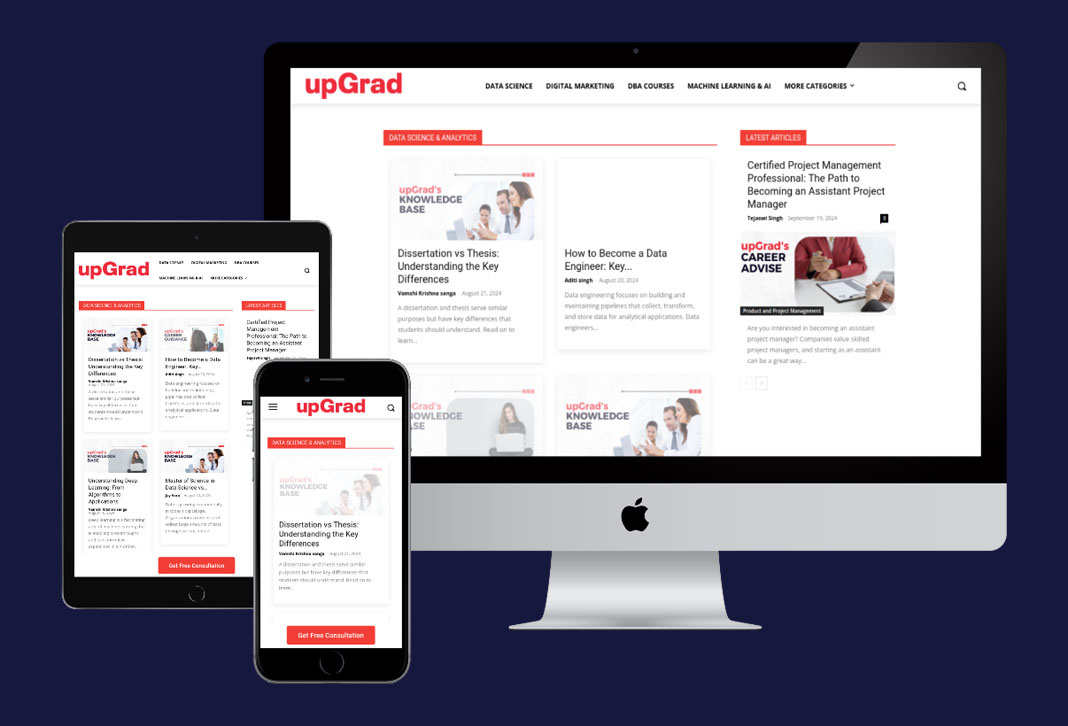 upGrad
DATA SCIENCE DIGITAL MARKETING DBA COURSES MACHINE LEARNING & AI MORE CATEGORIES
DATA SCIENCE & ANALYTICS
upGrad's
KNOWLEDGE
BASE
Dissertation vs Thesis:
Understanding the Key
Differences
Vamshi Krishna sanga August 21, 2024
A dissertation and thesis serve similar
purposes but have key differences that
students should understand. Read on to
learn...
How to Become a Data
Engineer: Key...
Aditi singh August 20, 2024
Data engineering focuses on building and
maintaining pipelines that collect, transform,
and store data for analytical applications. Data
engineers...
KNOWLEDGE
BASE
upGrad's
KNOWLEDGE
BASE
LATEST ARTICLES
Certified Project Management
Professional: The Path to
Becoming an Assistant Project
Manager
Tejaswi Singh September 19, 2024 0
upGrad's
CAREER
ADVISE
Product and Project Management
Are you interested in becoming an assistant
project manager? Companies value skilled
project managers, and starting as an assistant
can be a great way...
upGrad
DATA SCIENCE DIGITAL MARKETING DBA COURSES
MACHINE LEARNING & AI MORE CATEGORIES
DATA SCIENCE & ANALYTICS
upGrad's
KNOWLEDGE
BASE
Dissertation vs Thesis:
Understanding the Key
Differences
Vamshi Krishna sanga
August 21, 2024
upGrad's
CAREER
GUIDANCE
How to Become a Data
Engineer: Key...
Aditi singh August 20, 2024
Data engineering focuses on
upGrad's
KNOWLEDGE
BASE
Understanding Deep
Learning: From
Algorithms to
Applications
upGrad's
KNOWLEDGE
BASE
Master of Science in
Data Science vs...
LATEST ARTICLES
Certified Project
Management
Professional: The Path to
Becoming an Assistant
Project Manager
Get Free Consultation
upGrad
DATA SCIENCE & ANALYTICS
upGrad's
KNOWLEDGE
BASE
Dissertation vs Thesis:
Understanding the Key
Differences
Vamshi Krishna sanga August 21, 2024
A dissertation and thesis serve similar
purposes but have key differences that
students should understand. Read on to
learn...
Get Free Consultation